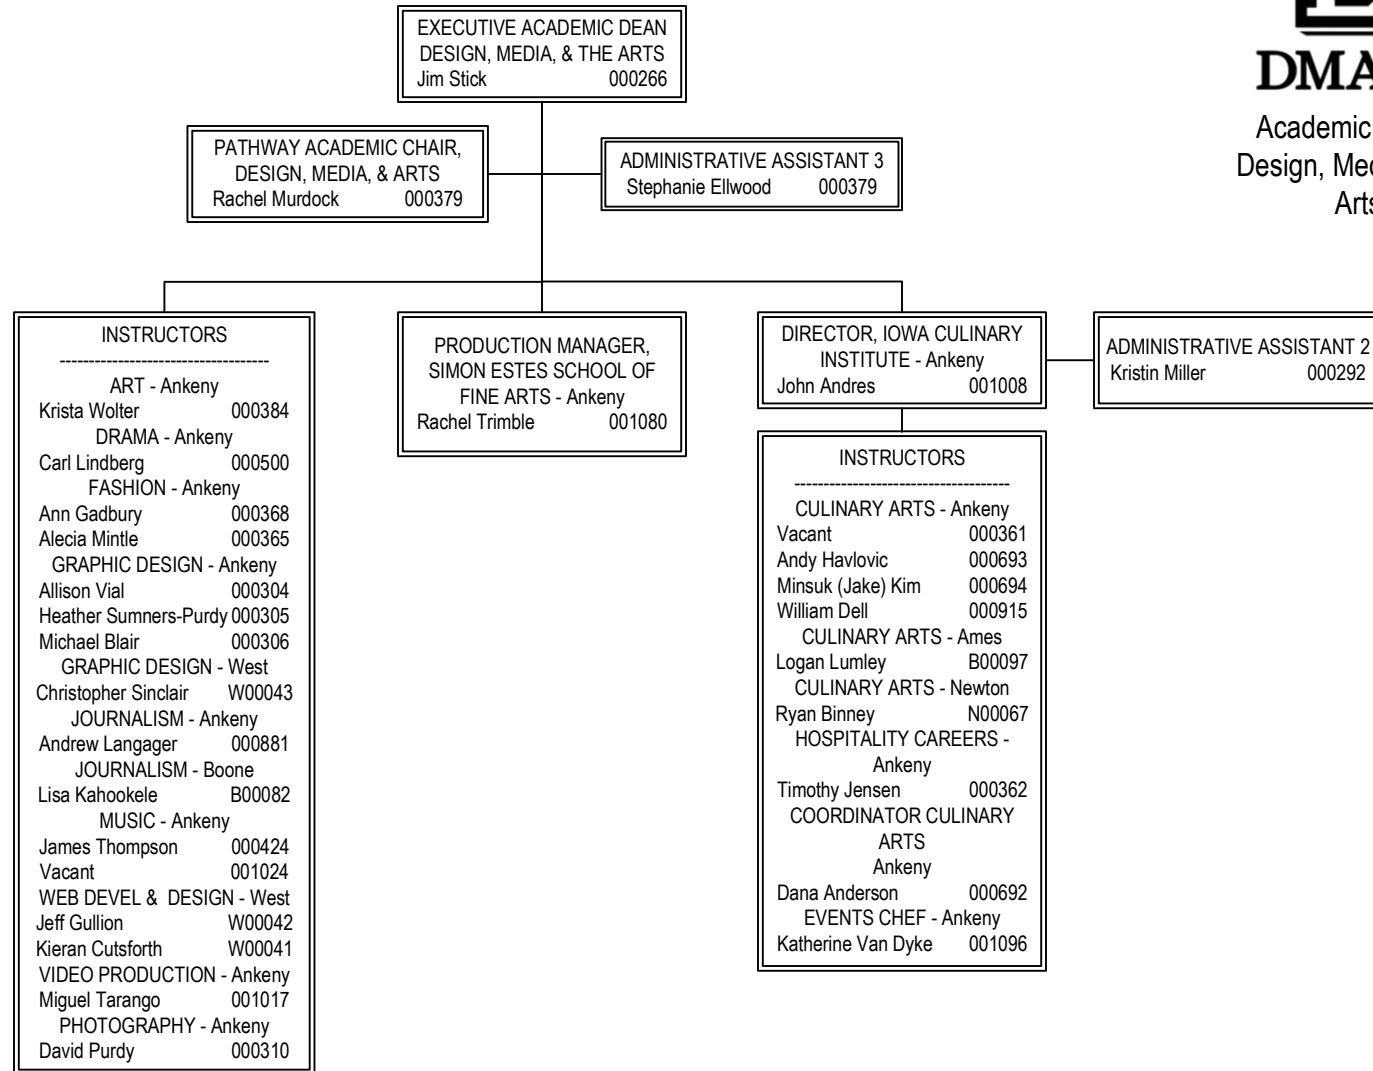 EXECUTIVE ACADEMIC DEAN
DESIGN, MEDIA, & THE ARTS
Jim Stick 000266
DMA
Academic
Design, Med
Arts
PATHWAY ACADEMIC CHAIR,
DESIGN, MEDIA, & ARTS
Rachel Murdock 000379
ADMINISTRATIVE ASSISTANT 3
Stephanie Ellwood 000379
INSTRUCTORS
------------------------------------
ART - Ankeny
Krista Wolter 000384
DRAMA - Ankeny
Carl Lindberg 000500
FASHION - Ankeny
Ann Gadbury 000368
Alecia Mintle 000365
GRAPHIC DESIGN - Ankeny
Allison Vial 000304
Heather Sumners-Purdy 000305
Michael Blair 000306
GRAPHIC DESIGN - West
Christopher Sinclair W00043
JOURNALISM - Ankeny
Andrew Langager 000881
JOURNALISM - Boone
Lisa Kahookele B00082
MUSIC - Ankeny
James Thompson 000424
Vacant 001024
WEB DEVEL & DESIGN - West
Jeff Gullion W00042
Kieran Cutsforth W00041
VIDEO PRODUCTION - Ankeny
Miguel Tarango 001017
PHOTOGRAPHY - Ankeny
David Purdy 000310
PRODUCTION MANAGER,
SIMON ESTES SCHOOL OF
FINE ARTS - Ankeny
Rachel Trimble 001080
DIRECTOR, IOWA CULINARY
INSTITUTE - Ankeny
John Andres 001008
ADMINISTRATIVE ASSISTANT 2
Kristin Miller 000292
INSTRUCTORS
------------------------------------
CULINARY ARTS - Ankeny
Vacant 000361
Andy Havlovic 000693
Minsuk (Jake) Kim 000694
William Dell 000915
CULINARY ARTS - Ames
Logan Lumley B00097
CULINARY ARTS - Newton
Ryan Binney N00067
HOSPITALITY CAREERS -
Ankeny
Timothy Jensen 000362
COORDINATOR CULINARY
ARTS
Ankeny
Dana Anderson 000692
EVENTS CHEF - Ankeny
Katherine Van Dyke 001096